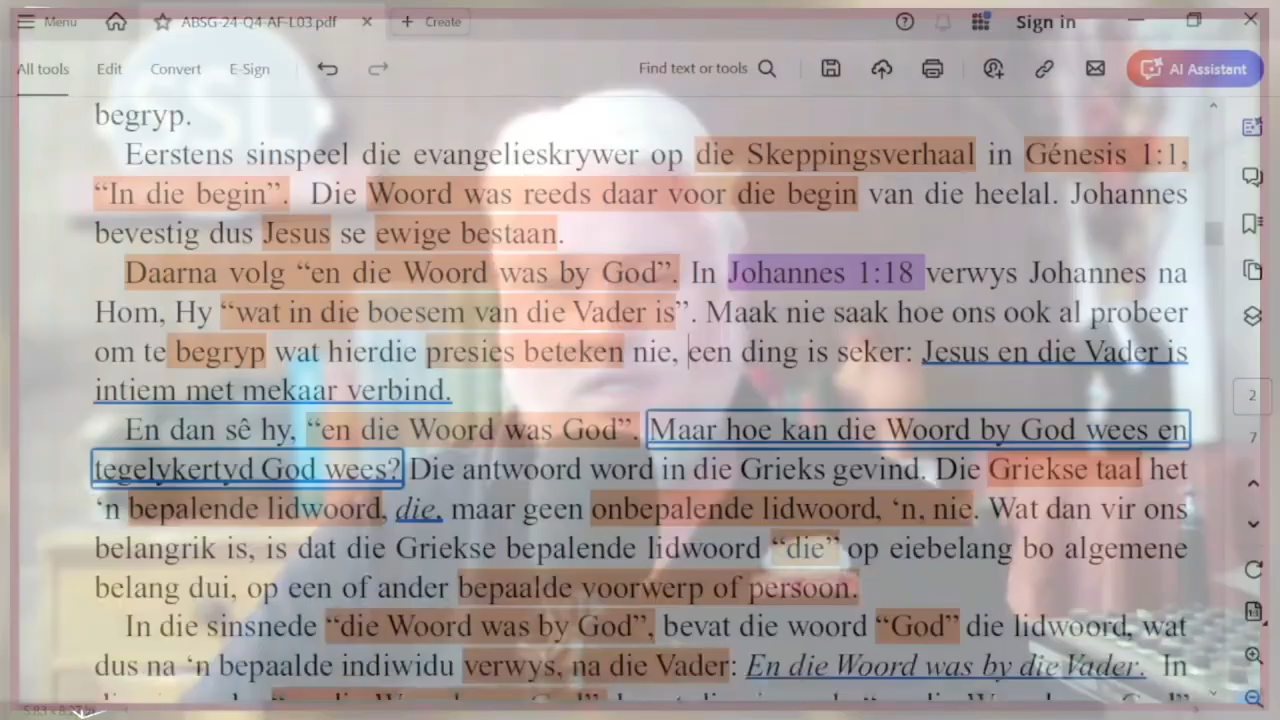 Menu
ABSG-24-Q4-AF-L03.pdf
+ Create
Sign in
All tools Edit Convert E-Sign
Find text or tools
AI Assistant
begryp.
Eerstens sinspeel die evangelieskrywer op die Skeppingsverhaal in Génesis 1:1,
“In die begin”. Die Woord was reeds daar voor die begin van die heelal. Johannes
bevestig dus Jesus se ewige bestaan.
Daarna volg “en die Woord was by God”. In Johannes 1:18 verwys Johannes na
Hom, Hy “wat in die boesem van die Vader is”. Maak nie saak hoe ons ook al probeer
om te begryp wat hierdie presies beteken nie, een ding is seker: Jesus en die Vader is
intiem met mekaar verbind.
En dan sê hy, “en die Woord was God”. Maar hoe kan die Woord by God wees en
tegelykertyd God wees? Die antwoord word in die Grieks gevind. Die Griekse taal het
‘n bepalende lidwoord, die, maar geen onbepalende lidwoord, ‘n, nie. Wat dan vir ons
belangrik is, is dat die Griekse bepalende lidwoord “die” op eiebelang bo algemene
belang dui, op een of ander bepaalde voorwerp of persoon.
In die sinsnede “die Woord was by God”, bevat die woord “God” die lidwoord, wat
dus na ‘n bepaalde indiwidu verwys, na die Vader: En die Woord was by die Vader. In
2
7